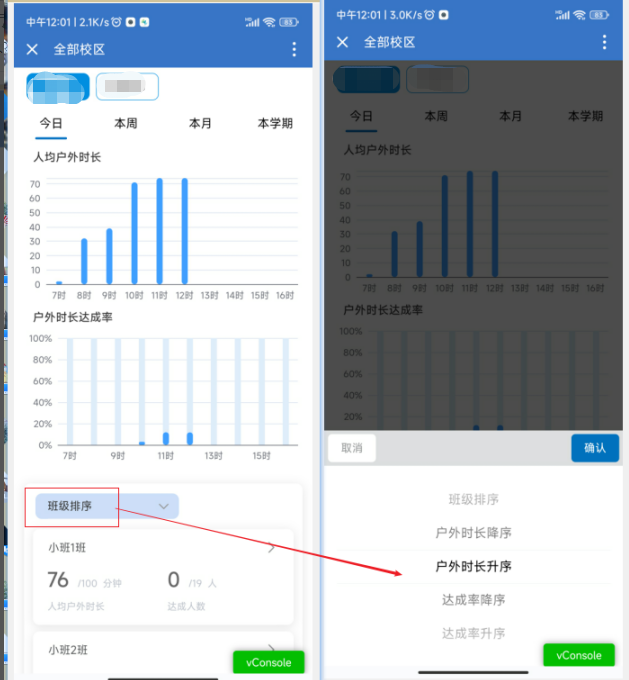 中午12:01 | 2.1K/s
83
全部校区
今日 本周 本月 本学期
人均户外时长
70
60
50
40
30
20
10
0
7时 8时 9时 10时 11时 12时 13时 14时 15时 16时
户外时长达成率
100%
80%
60%
40%
20%
0%
7时 9时 11时 13时 15时
班级排序
小班1班
76 /100 分钟 0 /19 人
人均户外时长 达成人数
小班2班
vConsole
中午12:01 | 3.0K/s
83
全部校区
今日 本周 本月 本学期
人均户外时长
70
60
50
40
30
20
10
0
7时 8时 9时 10时 11时 12时 13时 14时 15时 16时
户外时长达成率
100%
80%
60%
40%
20%
取消 确认
班级排序
户外时长降序
户外时长升序
达成率降序
达成率升序
vConsole